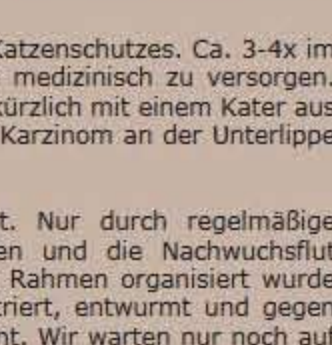 Katzenschutzes. Ca. 3-4x im
medizinisch zu versorgen.
kürzlich mit einem Kater aus
Karzinom an der Unterlippe
t. Nur durch regelmäßige
en und die Nachwuchsflut
Rahmen organisiert wurde
triert, entwurmt und gegen
nt. Wir warten nur noch auf